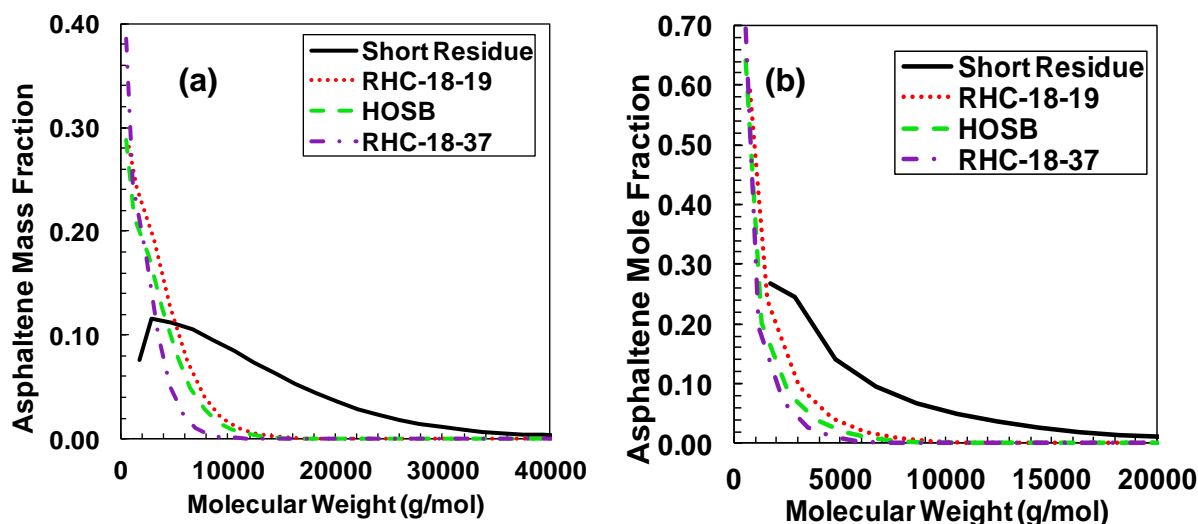 (a)
Asphaltene Mass Fraction
0.40
0.30
0.20
0.10
0.00
Short Residue
RHC-18-19
HOSB
RHC-18-37
0 10000 20000 30000 40000
Molecular Weight (g/mol)
(b)
Asphaltene Mole Fraction
0.70
0.60
0.50
0.40
0.30
0.20
0.10
0.00
Short Residue
RHC-18-19
HOSB
RHC-18-37
0 5000 10000 15000 20000
Molecular Weight (g/mol)